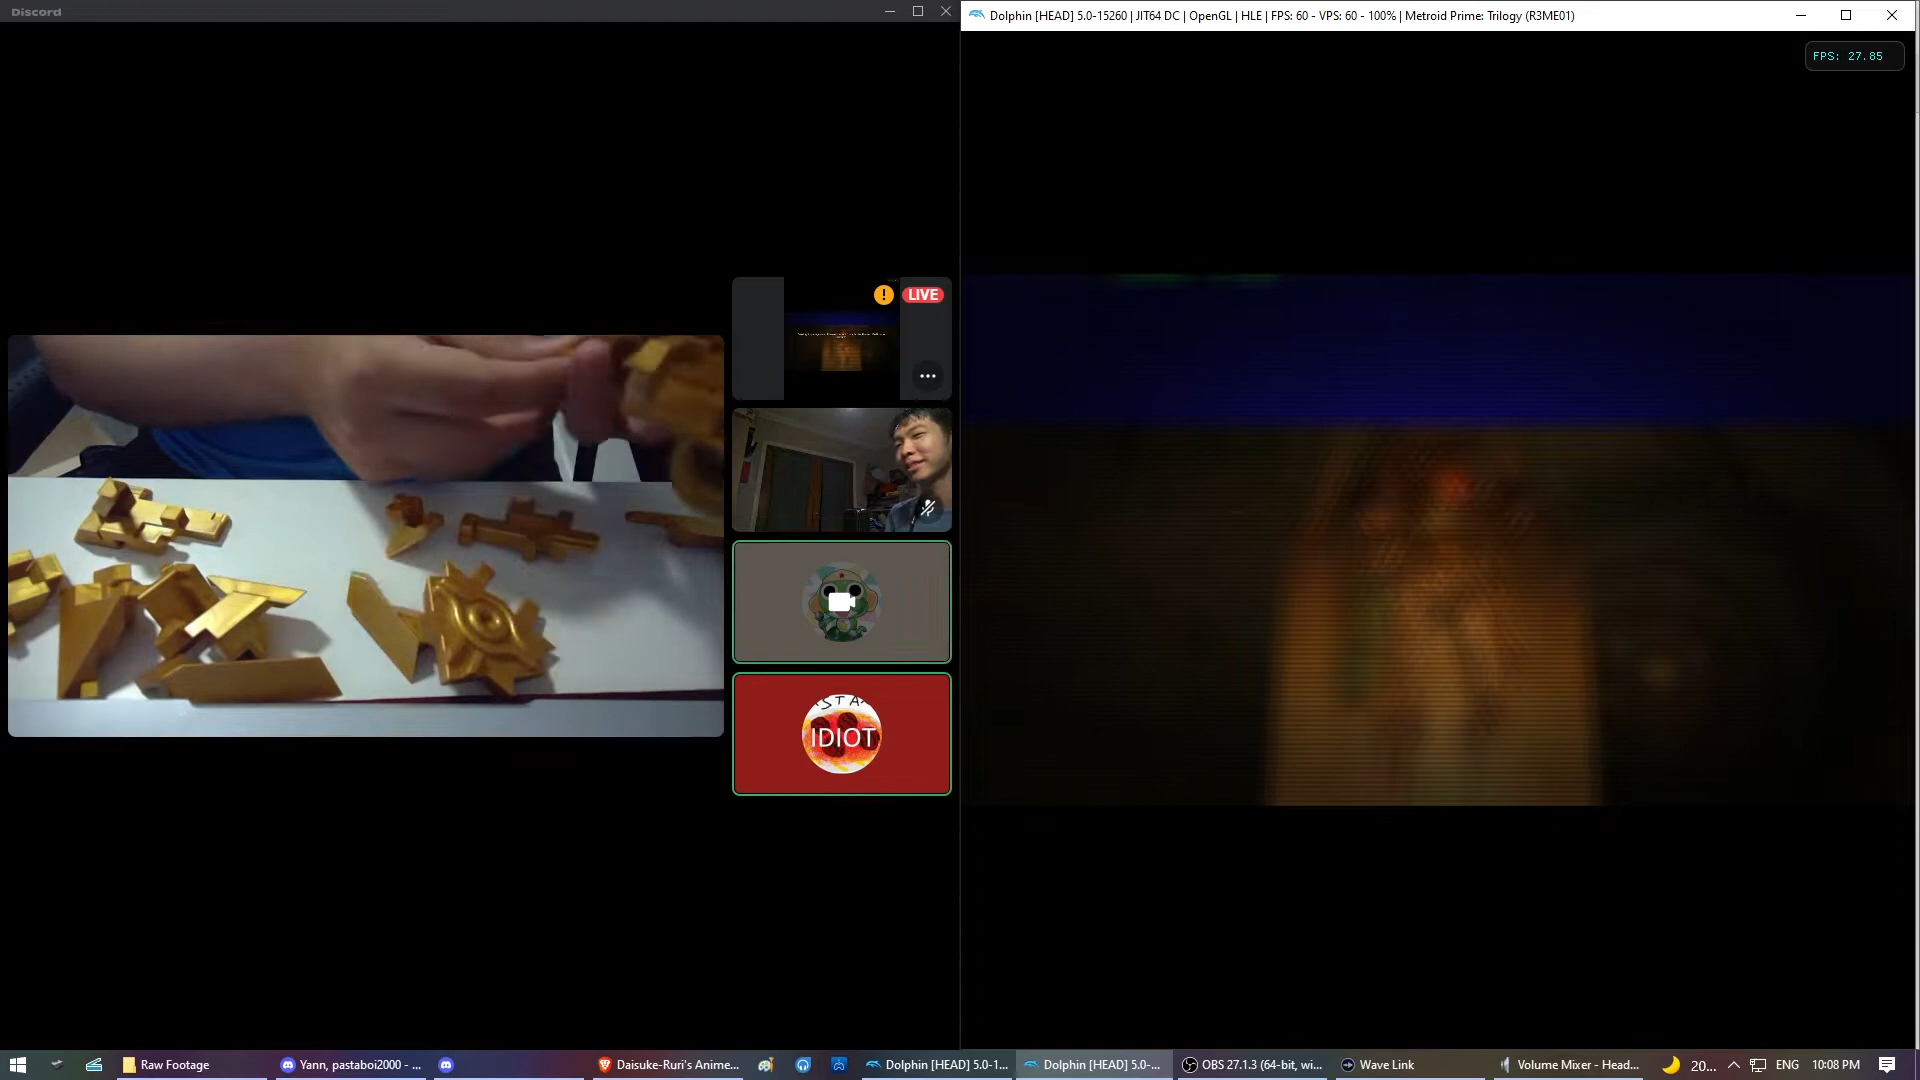 Discord
Dolphin [HEAD] 5.0-15260 | JIT64 DC | OpenGL | HLE | FPS: 60 - VPS: 60 - 100% | Metroid Prime: Trilogy (R3ME01)
FPS: 27.85
! LIVE
STA
IDIOT
Raw Footage
Yann, pastaboi2000 - ...
Daisuke-Ruri's Anime...
Dolphin [HEAD] 5.0-1...
Dolphin [HEAD] 5.0-...
OBS 27.1.3 (64-bit, wi...
Wave Link
Volume Mixer - Head...
20...
ENG
10:08 PM